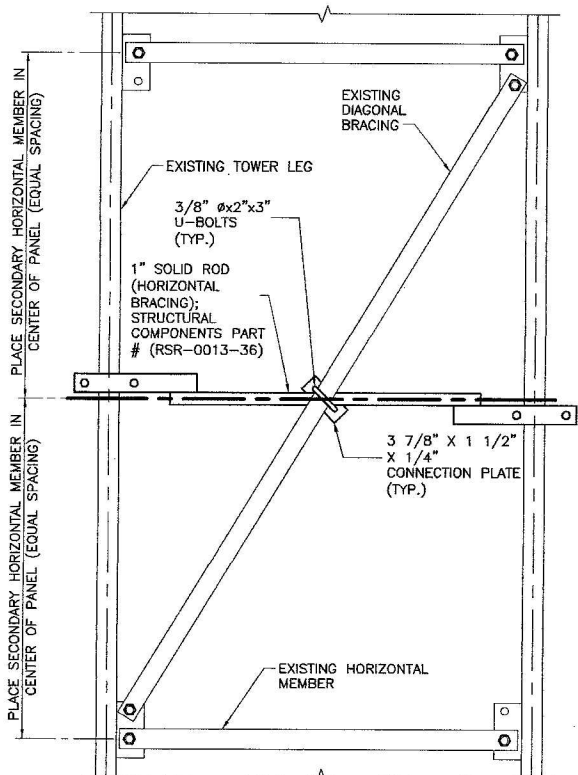 PLACE SECONDARY HORIZONTAL MEMBER IN
CENTER OF PANEL (EQUAL SPACING)
EXISTING
DIAGONAL
BRACING
EXISTING TOWER LEG
3/8" øx2"x3"
U-BOLTS
(TYP.)
1" SOLID ROD
(HORIZONTAL
BRACING);
STRUCTURAL
COMPONENTS PART
# (RSR-0013-36)
3 7/8" X 1 1/2"
X 1/4"
CONNECTION PLATE
(TYP.)
PLACE SECONDARY HORIZONTAL MEMBER IN
CENTER OF PANEL (EQUAL SPACING)
EXISTING HORIZONTAL
MEMBER